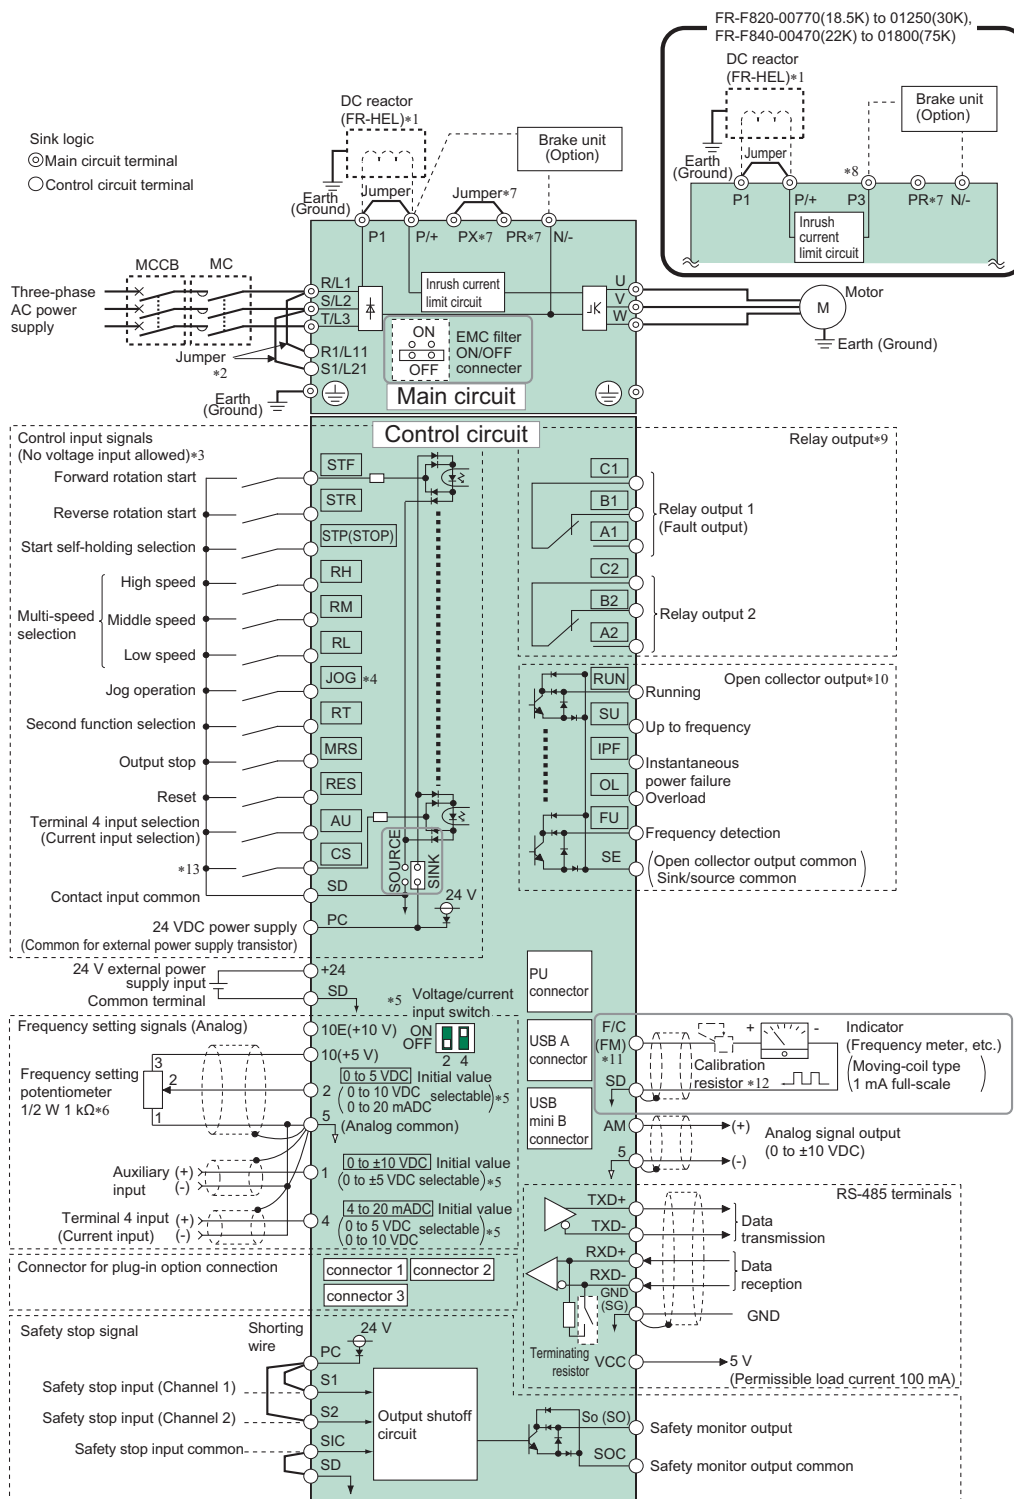 FR-F820-00770(18.5K) to 01250(30K),
FR-F840-00470(22K) to 01800(75K)
DC reactor
(FR-HEL)*1
Brake unit
(Option)
Earth
(Ground)
Jumper
*8
P1
P/+
P3
PR*7
N/-
Inrush
current
limit circuit
Sink logic
Main circuit terminal
Control circuit terminal
DC reactor
(FR-HEL)*1
Brake unit
(Option)
Earth
(Ground)
Jumper
Jumper*7
P1
P/+
PX*7
PR*7
N/-
MCCB
MC
Three-phase
AC power
supply
R/L1
S/L2
T/L3
R1/L11
S1/L21
Jumper
*2
Inrush current
limit circuit
ON
OFF
EMC filter
ON/OFF
connecter
U
V
W
M
Motor
Earth (Ground)
Earth
(Ground)
Main circuit
Control circuit
Control input signals
(No voltage input allowed)*3
Forward rotation start
STF
Reverse rotation start
STR
Start self-holding selection
STP(STOP)
Multi-speed
selection
High speed
RH
Middle speed
RM
Low speed
RL
Jog operation
JOG *4
Second function selection
RT
Output stop
MRS
Reset
RES
Terminal 4 input selection
(Current input selection)
AU
*13
CS
Contact input common
SD
SOURCE
SINK
24 V
24 VDC power supply
(Common for external power supply transistor)
PC
Relay output*9
C1
B1
A1
Relay output 1
(Fault output)
C2
B2
A2
Relay output 2
Open collector output*10
RUN
Running
SU
Up to frequency
IPF
Instantaneous
power failure
OL
Overload
FU
Frequency detection
SE
Open collector output common
Sink/source common
24 V external power
supply input
Common terminal
+24
SD
*5
Voltage/current
input switch
ON
OFF
2 4
PU
connector
USB A
connector
USB
mini B
connector
Frequency setting signals (Analog)
10E(+10 V)
10(+5 V)
Frequency setting
potentiometer
1/2 W 1 kΩ*6
3
2
1
2
0 to 5 VDC Initial value
0 to 10 VDC
0 to 20 mADC
selectable *5
5
(Analog common)
Auxiliary
input
(+)
(-)
1
0 to ±10 VDC Initial value
(0 to ±5 VDC selectable) *5
Terminal 4 input
(Current input)
(+)
(-)
4
4 to 20 mADC Initial value
0 to 5 VDC
0 to 10 VDC
selectable *5
F/C
(FM)
*11
SD
+
-
Calibration
resistor *12
Indicator
(Frequency meter, etc.)
Moving-coil type
1 mA full-scale
AM
5
(+)
(-)
Analog signal output
(0 to ±10 VDC)
RS-485 terminals
TXD+
TXD-
Data
transmission
RXD+
RXD-
Data
reception
GND
(SG)
GND
Terminating
resistor
VCC
5 V
(Permissible load current 100 mA)
Connector for plug-in option connection
connector 1
connector 2
connector 3
Safety stop signal
Shorting
wire
24 V
PC
Safety stop input (Channel 1)
S1
Safety stop input (Channel 2)
S2
Safety stop input common
SIC
SD
Output shutoff
circuit
So (SO)
Safety monitor output
SOC
Safety monitor output common